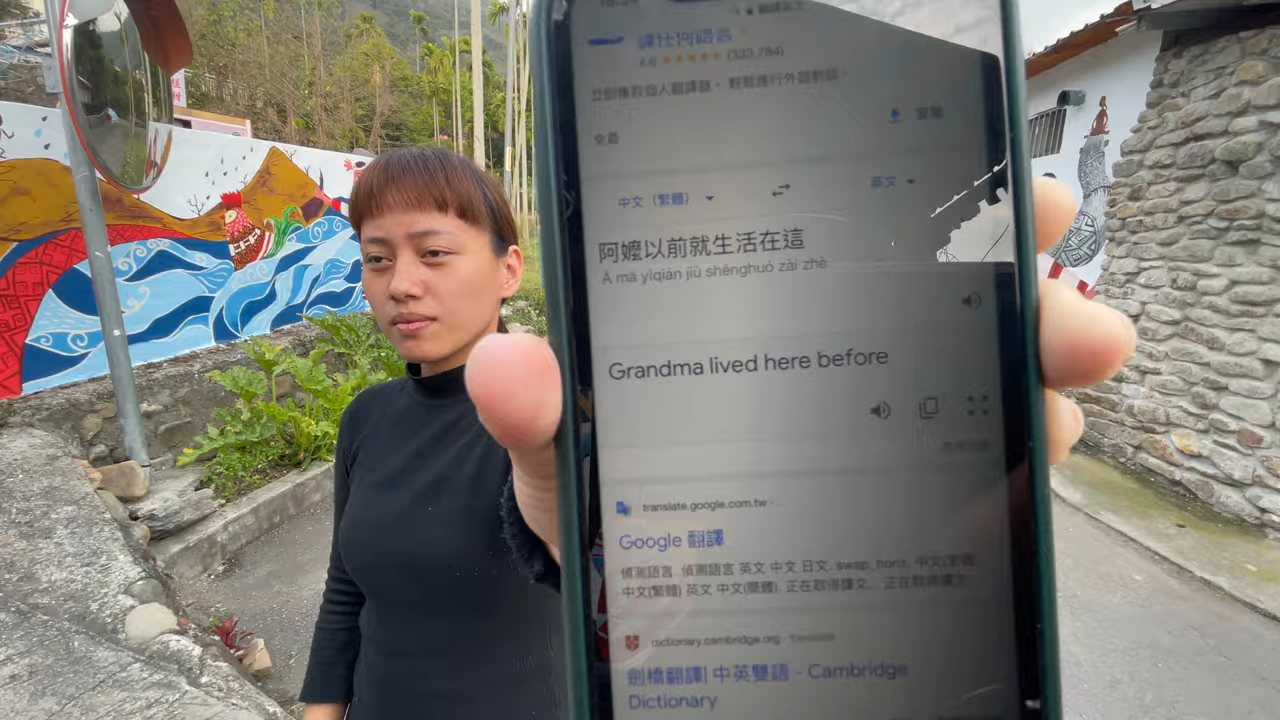 (333,784)
中文（繁體）
英文
阿嬤以前就生活在這
Ā mā yǐqián jiù shēnghuó zài zhè
Grandma lived here before
translate.google.com.tw
Google 翻譯
偵測語言. 偵測語言 英文 中文 日文. swap_horiz. 中文(繁體)
中文(繁體) 英文 中文(簡體). 正在取得譯文... 正在取得譯文
dictionary.cambridge.org
劍橋翻譯| 中英雙語 - Cambridge
Dictionary